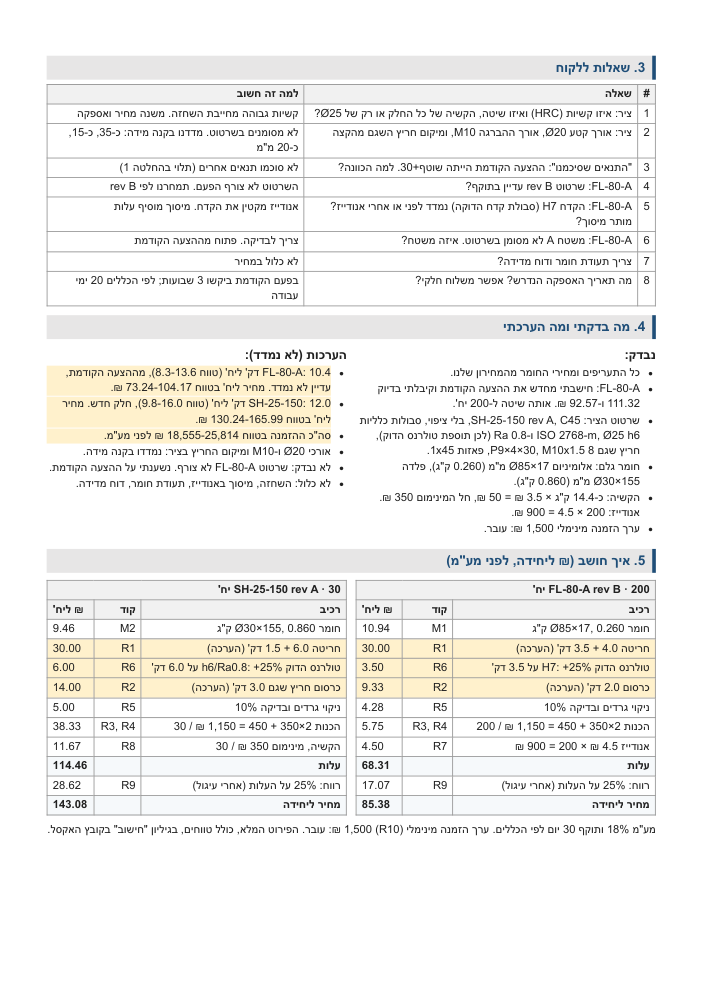 3. שאלות ללקוח
# שאלה למה זה חשוב
1 ציר: איזו קשיות (HRC) ואיזו שיטה, הקשיה של כל החלק או רק של Ø25? קשיות גבוהה מחייבת השחזה. משנה מחיר ואספקה
2 ציר: אורך קטע Ø20, אורך ההברגה M10, ומיקום חריץ השגם מהקצה לא מסומנים בשרטוט. מדדנו בקנה מידה: כ-35, כ-15,
כ-20 מ"מ
3 "התנאים שסיכמנו": ההצעה הקודמת הייתה שוטף+30. למה הכוונה? לא סוכמו תנאים אחרים (תלוי בהחלטה 1)
4 FL-80-A: שרטוט rev B עדיין בתוקף? השרטוט לא צורף הפעם. תמחרנו לפי rev B
5 FL-80-A: הקדח H7 (סבולת קדח הדוקה) נמדד לפני או אחרי אנודייז? אנודייז מקטין את הקדח. מיסוך מוסיף עלות
מותר מיסוך?
6 FL-80-A: משטח A לא מסומן בשרטוט. איזה משטח? צריך לבדיקה. פתוח מההצעה הקודמת
7 צריך תעודת חומר ודוח מדידה? לא כלול במחיר
8 מה תאריך האספקה הנדרש? אפשר משלוח חלקי? בפעם הקודמת ביקשו 3 שבועות; לפי הכללים 20 ימי
עבודה
4. מה בדקתי ומה הערכתי
נבדק:
• כל התעריפים ומחירי החומר מהמחירון שלנו.
• FL-80-A: חישבתי מחדש את ההצעה הקודמת וקיבלתי בדיוק
111.32 ו-92.57 ₪. אותה שיטה ל-200 יח'.
• שרטוט הציר: SH-25-150 rev A, C45, בלי ציפוי, סבולות כלליות
ISO 2768-m, Ø25 h6 ו-Ra 0.8 (לכן תוספת טולרנס הדוק),
חריץ שגם 8 P9×4×30, M10x1.5, פאזות 1x45.
• חומר גלם: אלומיניום Ø85×17 מ"מ (0.260 ק"ג), פלדה
Ø30×155 מ"מ (0.860 ק"ג).
• הקשיה: כ-14.4 ק"ג × 3.5 ₪ = 50 ₪, חל המינימום 350 ₪.
אנודייז: 200 × 4.5 = 900 ₪.
• ערך הזמנה מינימלי 1,500 ₪: עובר.
הערכות (לא נמדד):
• FL-80-A: 10.4 דק' ליח' (טווח 8.3-13.6), מההצעה הקודמת,
עדיין לא נמדד. מחיר ליח' בטווח 73.24-104.17 ₪.
• SH-25-150: 12.0 דק' ליח' (טווח 9.8-16.0), חלק חדש. מחיר
ליח' בטווח 130.24-165.99 ₪.
• סה"כ ההזמנה בטווח 18,555-25,814 ₪ לפני מע"מ.
• אורכי Ø20 ו-M10 ומיקום החריץ בציר: נמדדו בקנה מידה.
• לא נבדק: שרטוט FL-80-A לא צורף. נשענתי על ההצעה הקודמת.
• לא כלול: השחזה, מיסוך באנודייז, תעודת חומר, דוח מדידה.
5. איך חושב (₪ ליחידה, לפני מע"מ)
FL-80-A rev B · 200 יח'
רכיב קוד ₪ ליח'
חומר Ø85×17, 0.260 ק"ג M1 10.94
חריטה 4.0 + 3.5 דק' (הערכה) R1 30.00
טולרנס הדוק H7: +25% על 3.5 דק' R6 3.50
כרסום 2.0 דק' (הערכה) R2 9.33
ניקוי גרדים ובדיקה 10% R5 4.28
הכנות 2×350 + 450 = 1,150 ₪ / 200 R3, R4 5.75
אנודייז 4.5 ₪ × 200 = 900 ₪ R7 4.50
עלות 68.31
רווח: 25% על העלות (אחרי עיגול) R9 17.07
מחיר ליחידה 85.38
SH-25-150 rev A · 30 יח'
רכיב קוד ₪ ליח'
חומר Ø30×155, 0.860 ק"ג M2 9.46
חריטה 6.0 + 1.5 דק' (הערכה) R1 30.00
טולרנס הדוק h6/Ra0.8: +25% על 6.0 דק' R6 6.00
כרסום חריץ שגם 3.0 דק' (הערכה) R2 14.00
ניקוי גרדים ובדיקה 10% R5 5.00
הכנות 2×350 + 450 = 1,150 ₪ / 30 R3, R4 38.33
הקשיה, מינימום 350 ₪ / 30 R8 11.67
עלות 114.46
רווח: 25% על העלות (אחרי עיגול) R9 28.62
מחיר ליחידה 143.08
מע"מ 18% ותוקף 30 יום לפי הכללים. ערך הזמנה מינימלי (R10) 1,500 ₪: עובר. הפירוט המלא, כולל טווחים, בגיליון "חישוב" בקובץ האקסל.